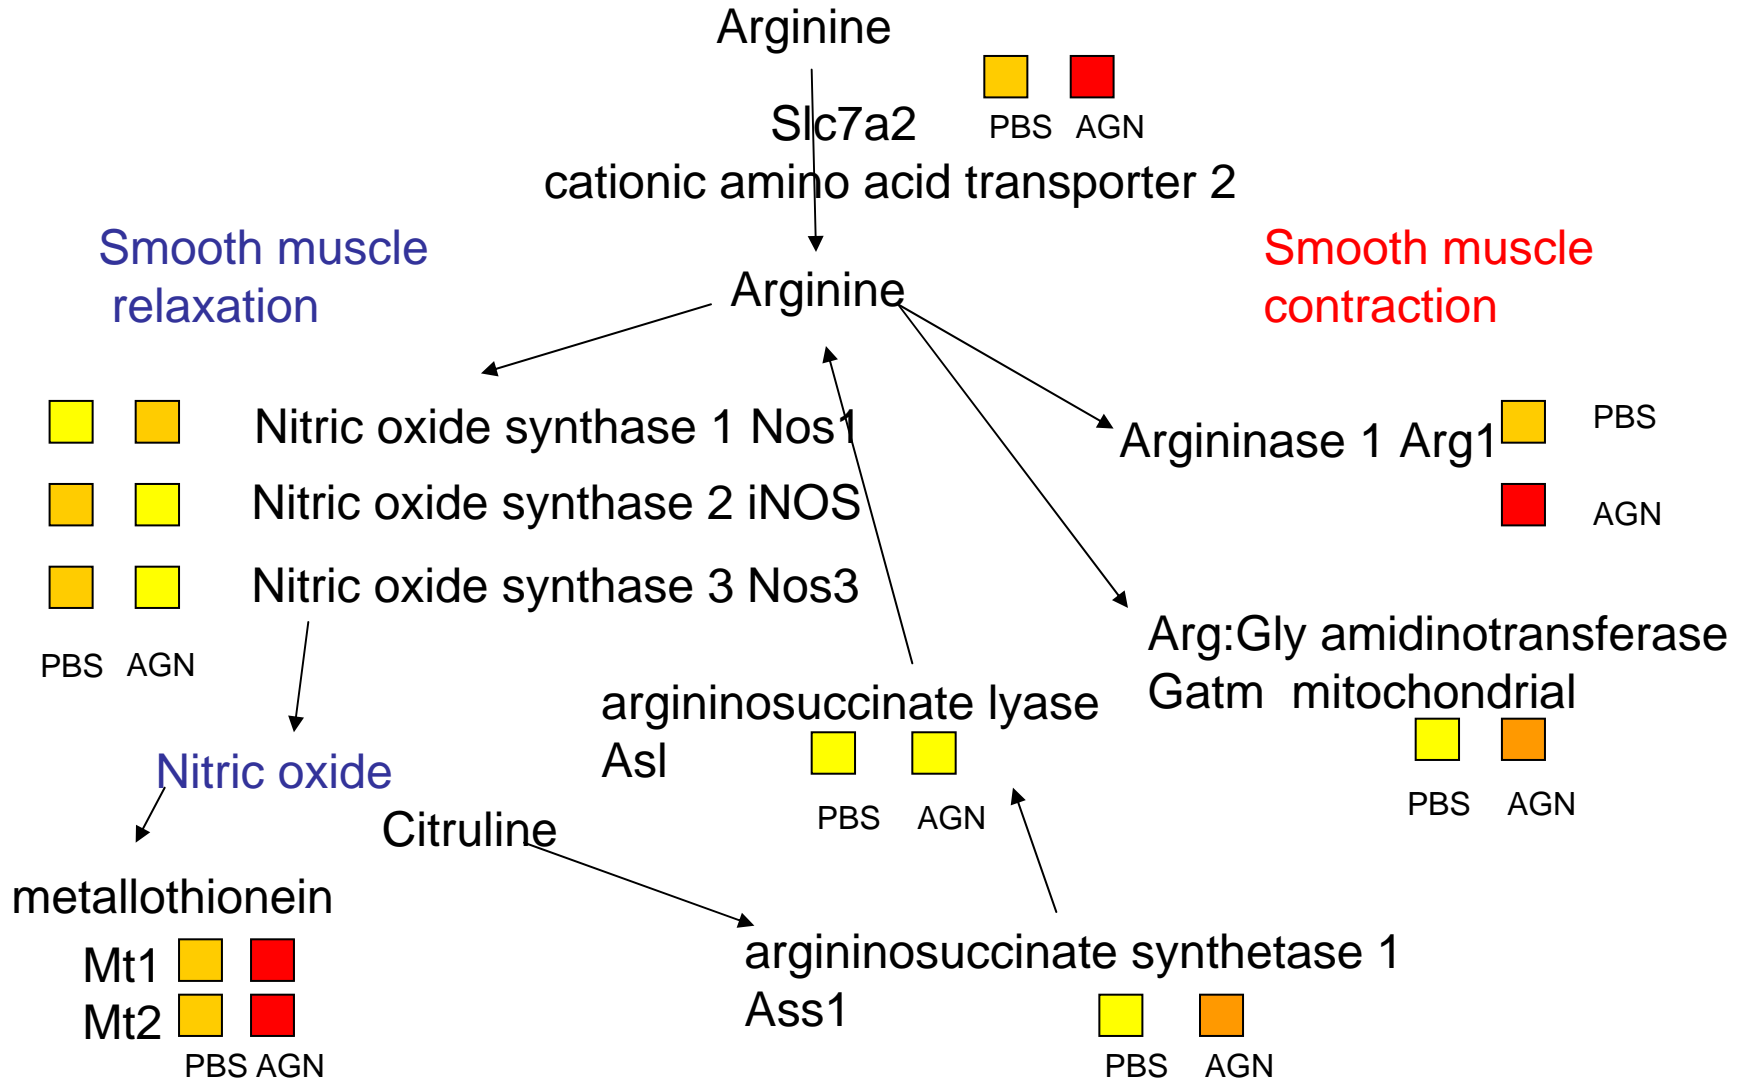 Arginine
Slc7a2
PBS AGN
cationic amino acid transporter 2
Smooth muscle
relaxation
Smooth muscle
contraction
Arginine
Nitric oxide synthase 1 Nos1
Nitric oxide synthase 2 iNOS
Nitric oxide synthase 3 Nos3
PBS AGN
Argininase 1 Arg1
PBS
AGN
Arg:Gly amidinotransferase
Gatm mitochondrial
PBS AGN
argininosuccinate lyase
Asl
PBS AGN
Nitric oxide
Citruline
metallothionein
Mt1
Mt2
PBS AGN
argininosuccinate synthetase 1
Ass1
PBS AGN